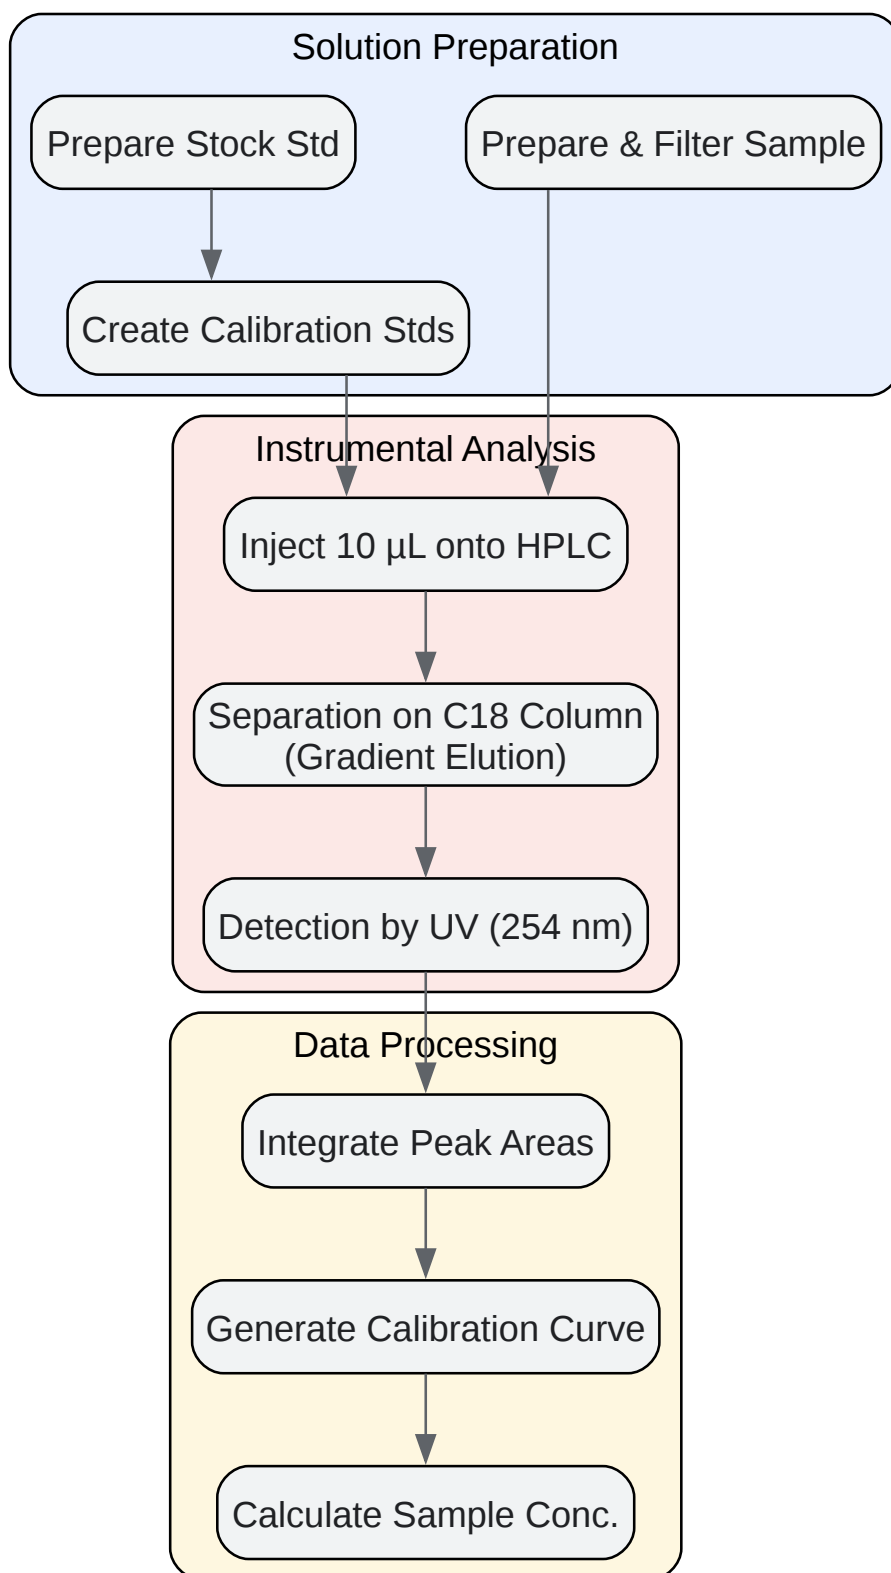 Solution Preparation
Prepare Stock Std
Prepare & Filter Sample
Create Calibration Stds
Instrumental Analysis
Inject 10 µL onto HPLC
Separation on C18 Column
(Gradient Elution)
Detection by UV (254 nm)
Data Processing
Integrate Peak Areas
Generate Calibration Curve
Calculate Sample Conc.